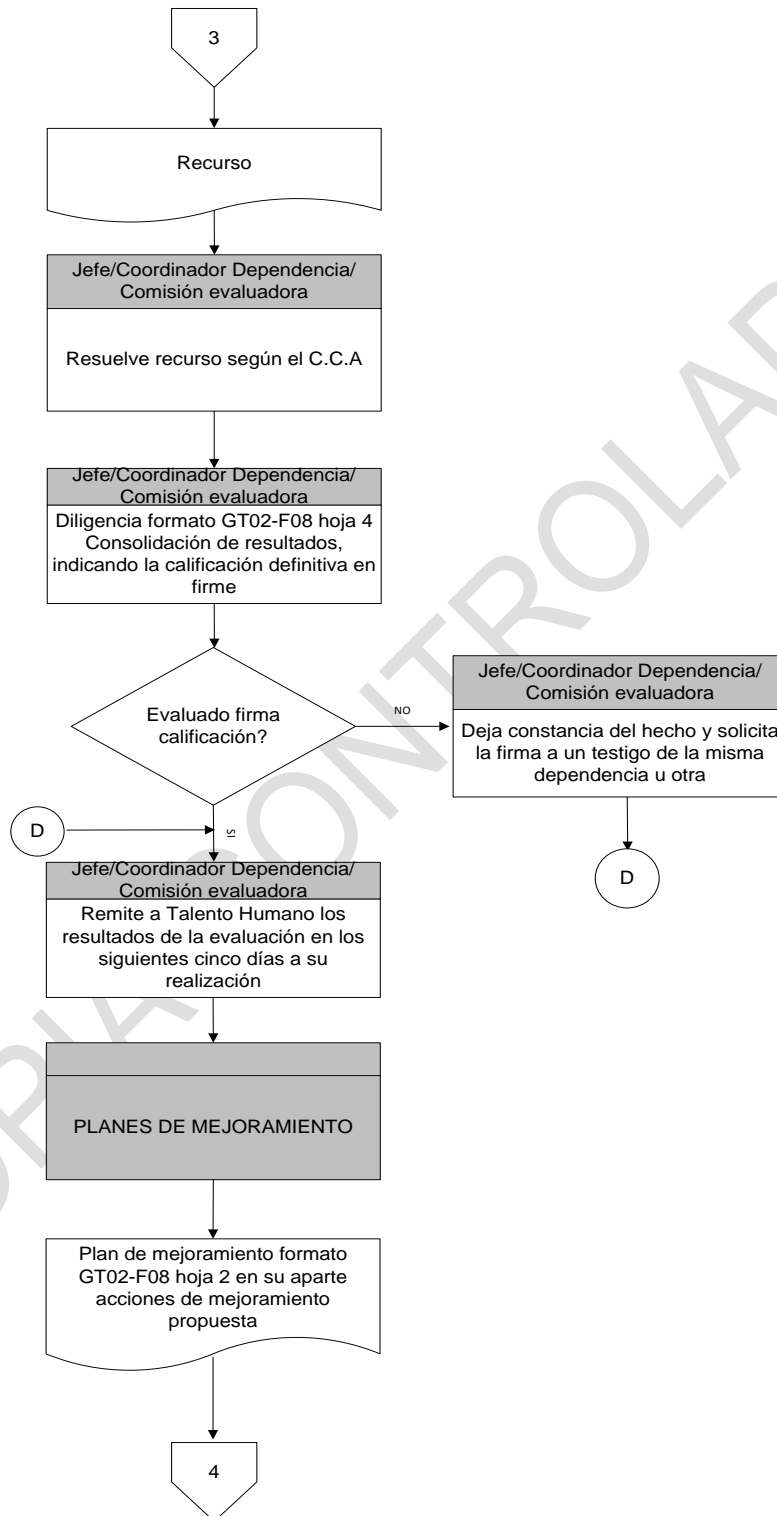 3
Recurso
Jefe/Coordinador Dependencia/
Comisión evaluadora
Resuelve recurso según el C.C.A
Jefe/Coordinador Dependencia/
Comisión evaluadora
Diligencia formato GT02-F08 hoja 4
Consolidación de resultados,
indicando la calificación definitiva en
firme
Evaluado firma
calificación?
NO
Jefe/Coordinador Dependencia/
Comisión evaluadora
Deja constancia del hecho y solicita
la firma a un testigo de la misma
dependencia u otra
D
SI
D
Jefe/Coordinador Dependencia/
Comisión evaluadora
Remite a Talento Humano los
resultados de la evaluación en los
siguientes cinco días a su
realización
PLANES DE MEJORAMIENTO
Plan de mejoramiento formato
GT02-F08 hoja 2 en su aparte
acciones de mejoramiento
propuesta
4